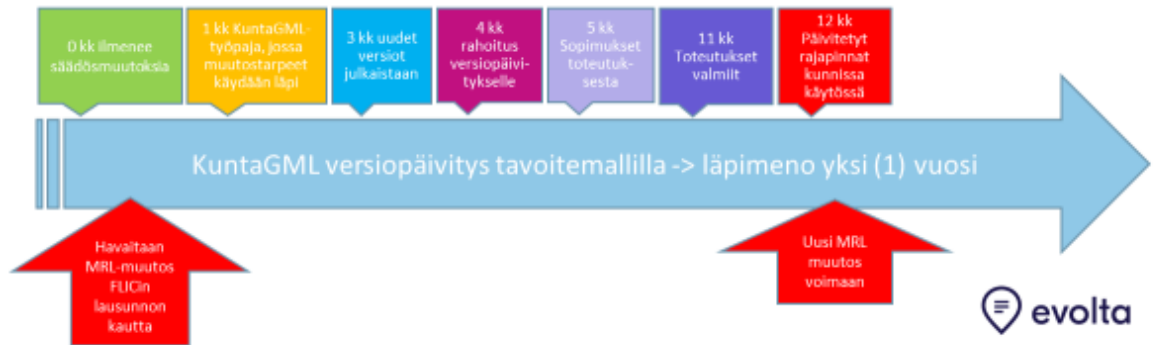 0 kk ilmenee
säädösmuutoksia
1 kk KuntaGML-
työpaja, jossa
muutostarpeet
käydään läpi
3 kk uudet
versiot
julkaistaan
4 kk
rahoitus
versiopäivi-
tykselle
5 kk
Sopimukset
toteutuk-
sesta
11 kk
Toteutukset
valmiit
12 kk
Päivitetyt
rajapinnat
kunnissa
käytössä
KuntaGML versiopäivitys tavoitemallilla -> läpimeno yksi (1) vuosi
Havaitaan
MRL-muutos
FLICin
lausunnon
kautta
Uusi MRL
muutos
voimaan
evolta